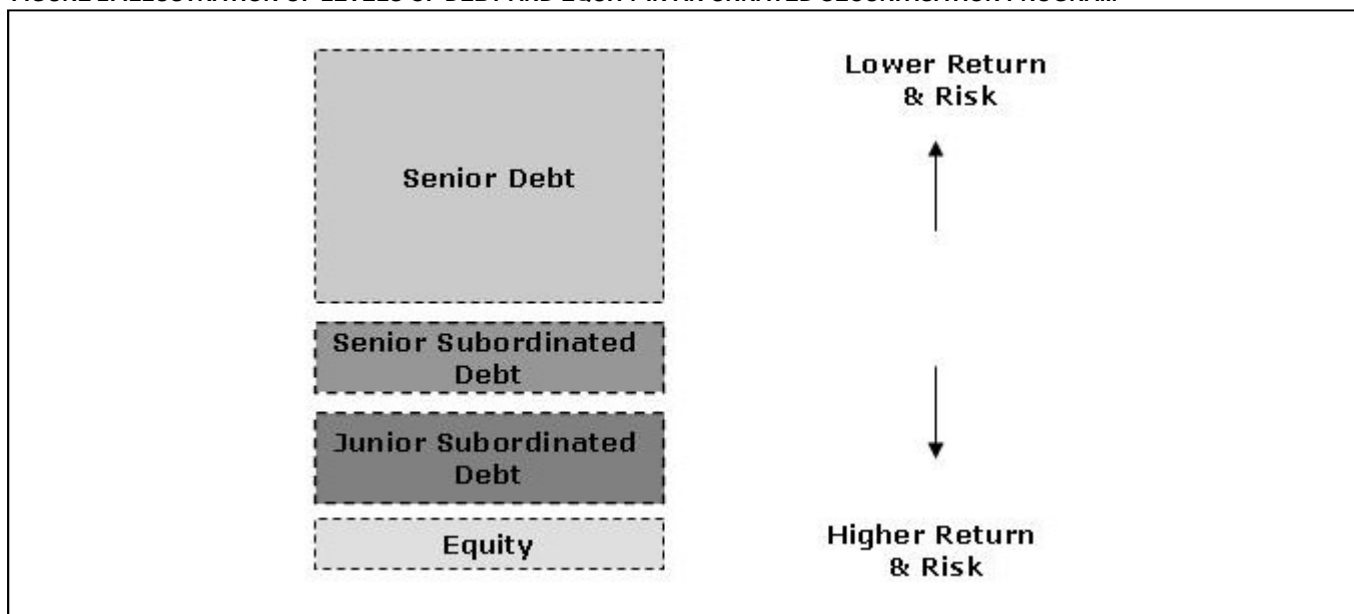 Lower Return
& Risk
Senior Debt
Senior Subordinated
Debt
Junior Subordinated
Debt
Equity
Higher Return
& Risk